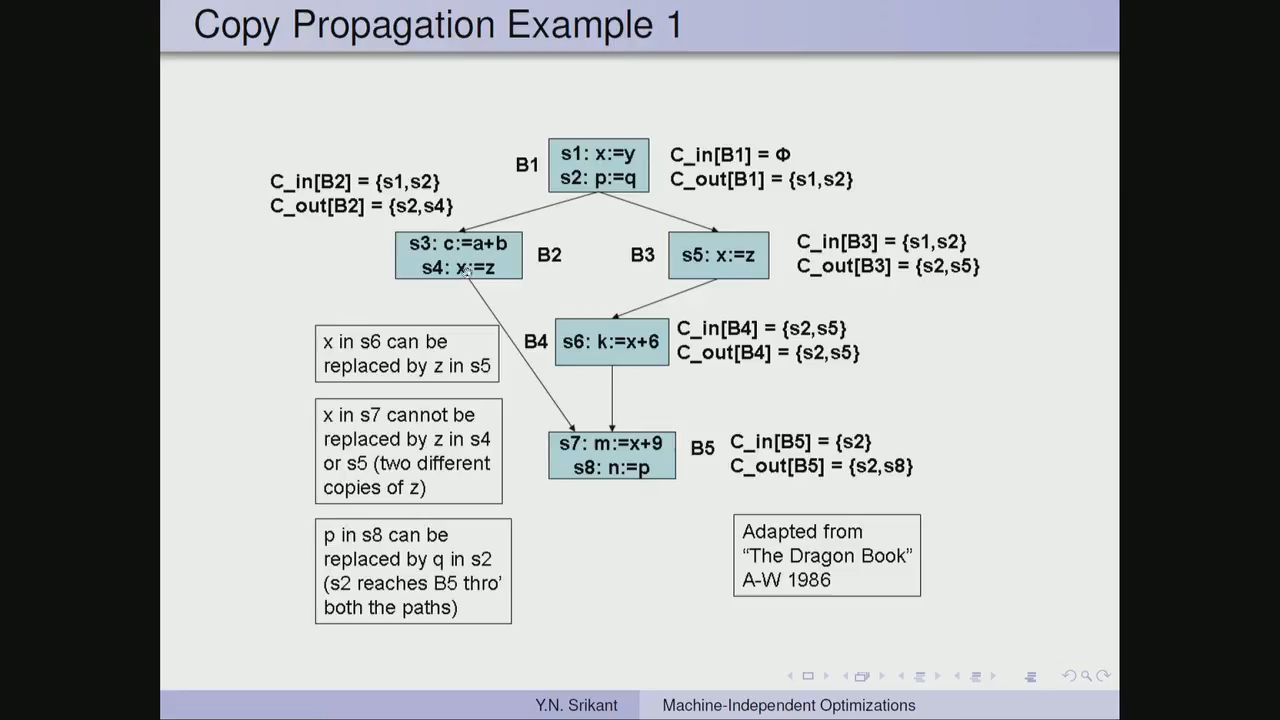 Copy Propagation Example 1
B1
s1: x:=y
s2: p:=q
C_in[B1] = Φ
C_out[B1] = {s1,s2}
C_in[B2] = {s1,s2}
C_out[B2] = {s2,s4}
s3: c:=a+b
s4: x:=z
B2
B3
s5: x:=z
C_in[B3] = {s1,s2}
C_out[B3] = {s2,s5}
x in s6 can be
replaced by z in s5
B4
s6: k:=x+6
C_in[B4] = {s2,s5}
C_out[B4] = {s2,s5}
x in s7 cannot be
replaced by z in s4
or s5 (two different
copies of z)
s7: m:=x+9
s8: n:=p
B5
C_in[B5] = {s2}
C_out[B5] = {s2,s8}
p in s8 can be
replaced by q in s2
(s2 reaches B5 thro’
both the paths)
Adapted from
“The Dragon Book”
A-W 1986
Y.N. Srikant
Machine-Independent Optimizations